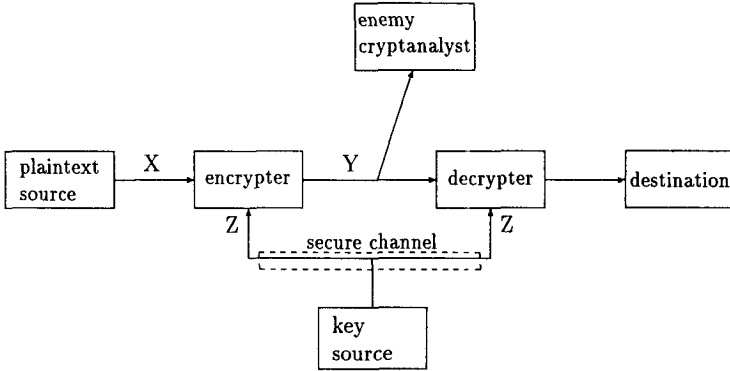 enemy
cryptanalyst
plaintext
source
X
encrypter
Y
decrypter
destination
Z
secure channel
Z
key
source